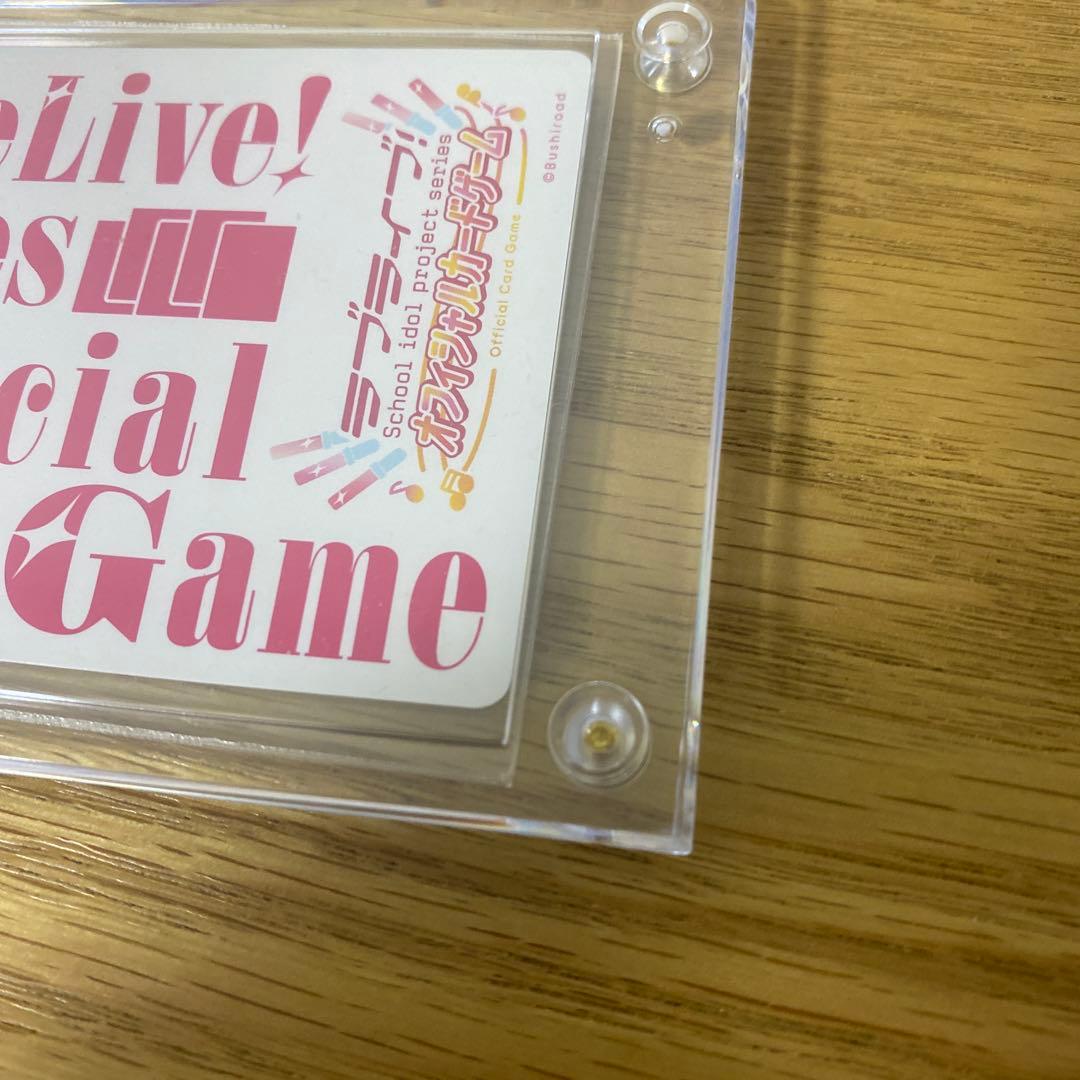 eLive!
es
cial
Game
ラブライブ!
School idol project series
オフィシャルカードゲーム
Official Card Game
©Bushiroad